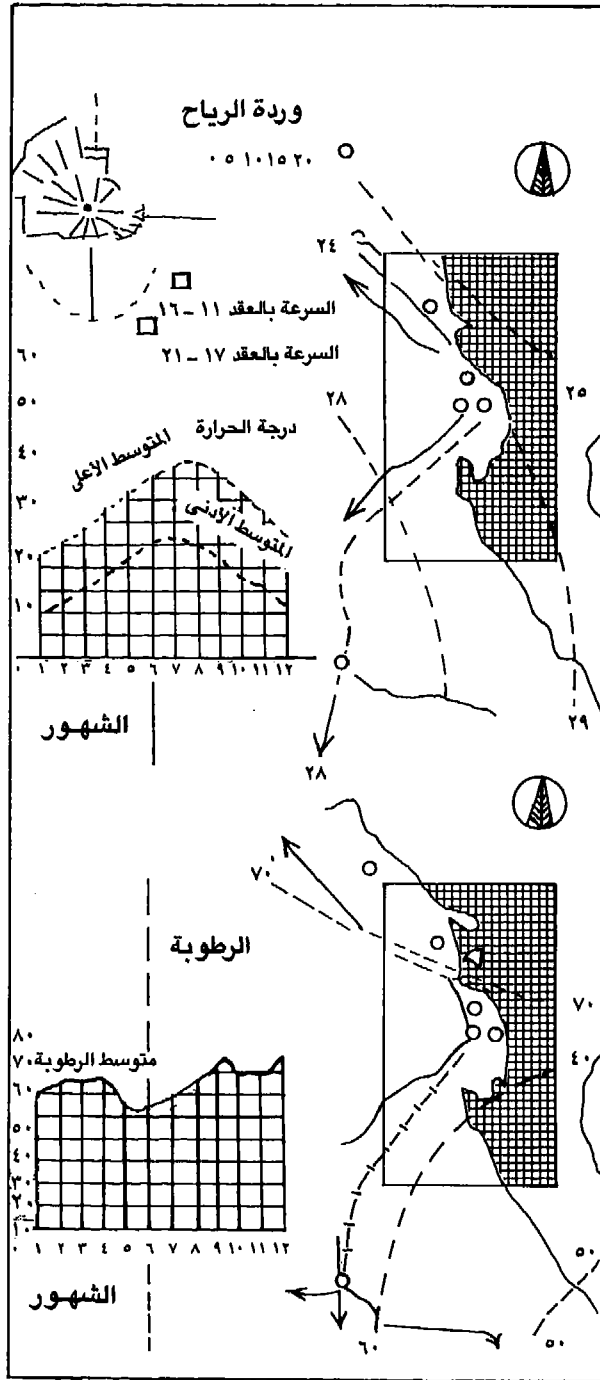 وردة الرياح
٠ ٥ ١٠ ١٥ ٢٠
٢٤
السرعة بالعقد ١١ – ١٦
السرعة بالعقد ١٧ – ٢١
٢٥
٢٨
درجة الحرارة
المتوسط الأعلى
المتوسط الأدنى
٦٠
٥٠
٤٠
٣٠
٢٠
١٠
٠
١ ٢ ٣ ٤ ٥ ٦ ٧ ٨ ٩ ١٠ ١١ ١٢
الشهور
٢٩
٢٨
٧٠
الرطوبة
٧٠
٤٠
متوسط الرطوبة
٨٠
٧٠
٦٠
٥٠
٤٠
٣٠
٢٠
١٠
٠
١ ٢ ٣ ٤ ٥ ٦ ٧ ٨ ٩ ١٠ ١١ ١٢
الشهور
٥٠
٦٠
٥٠